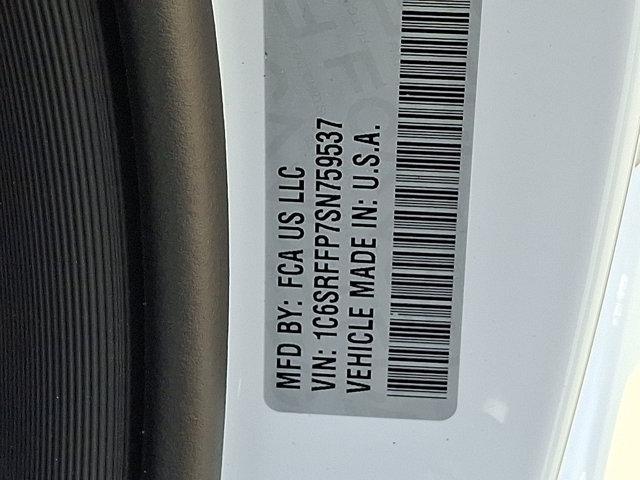 MFD BY: FCA US LLC
VIN: 1C6SRFFP7SN759537
VEHICLE MADE IN: U.S.A.